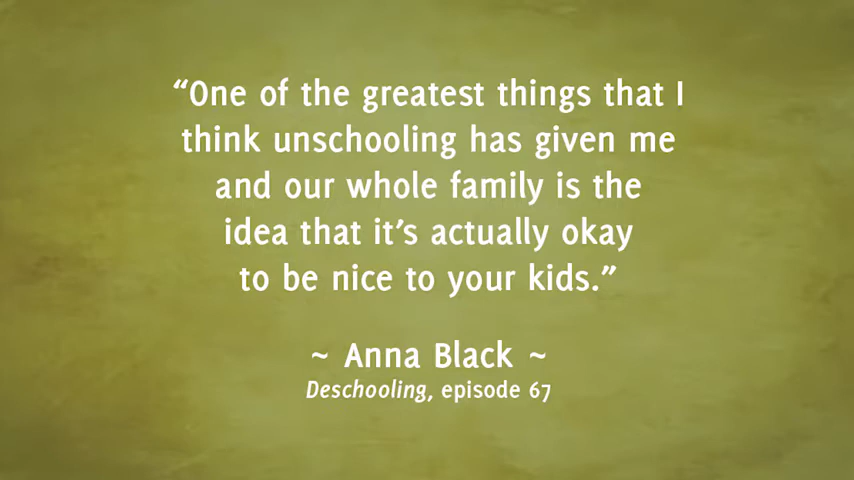 “One of the greatest things that I
think unschooling has given me
and our whole family is the
idea that it’s actually okay
to be nice to your kids.”
~ Anna Black ~
Deschooling, episode 67